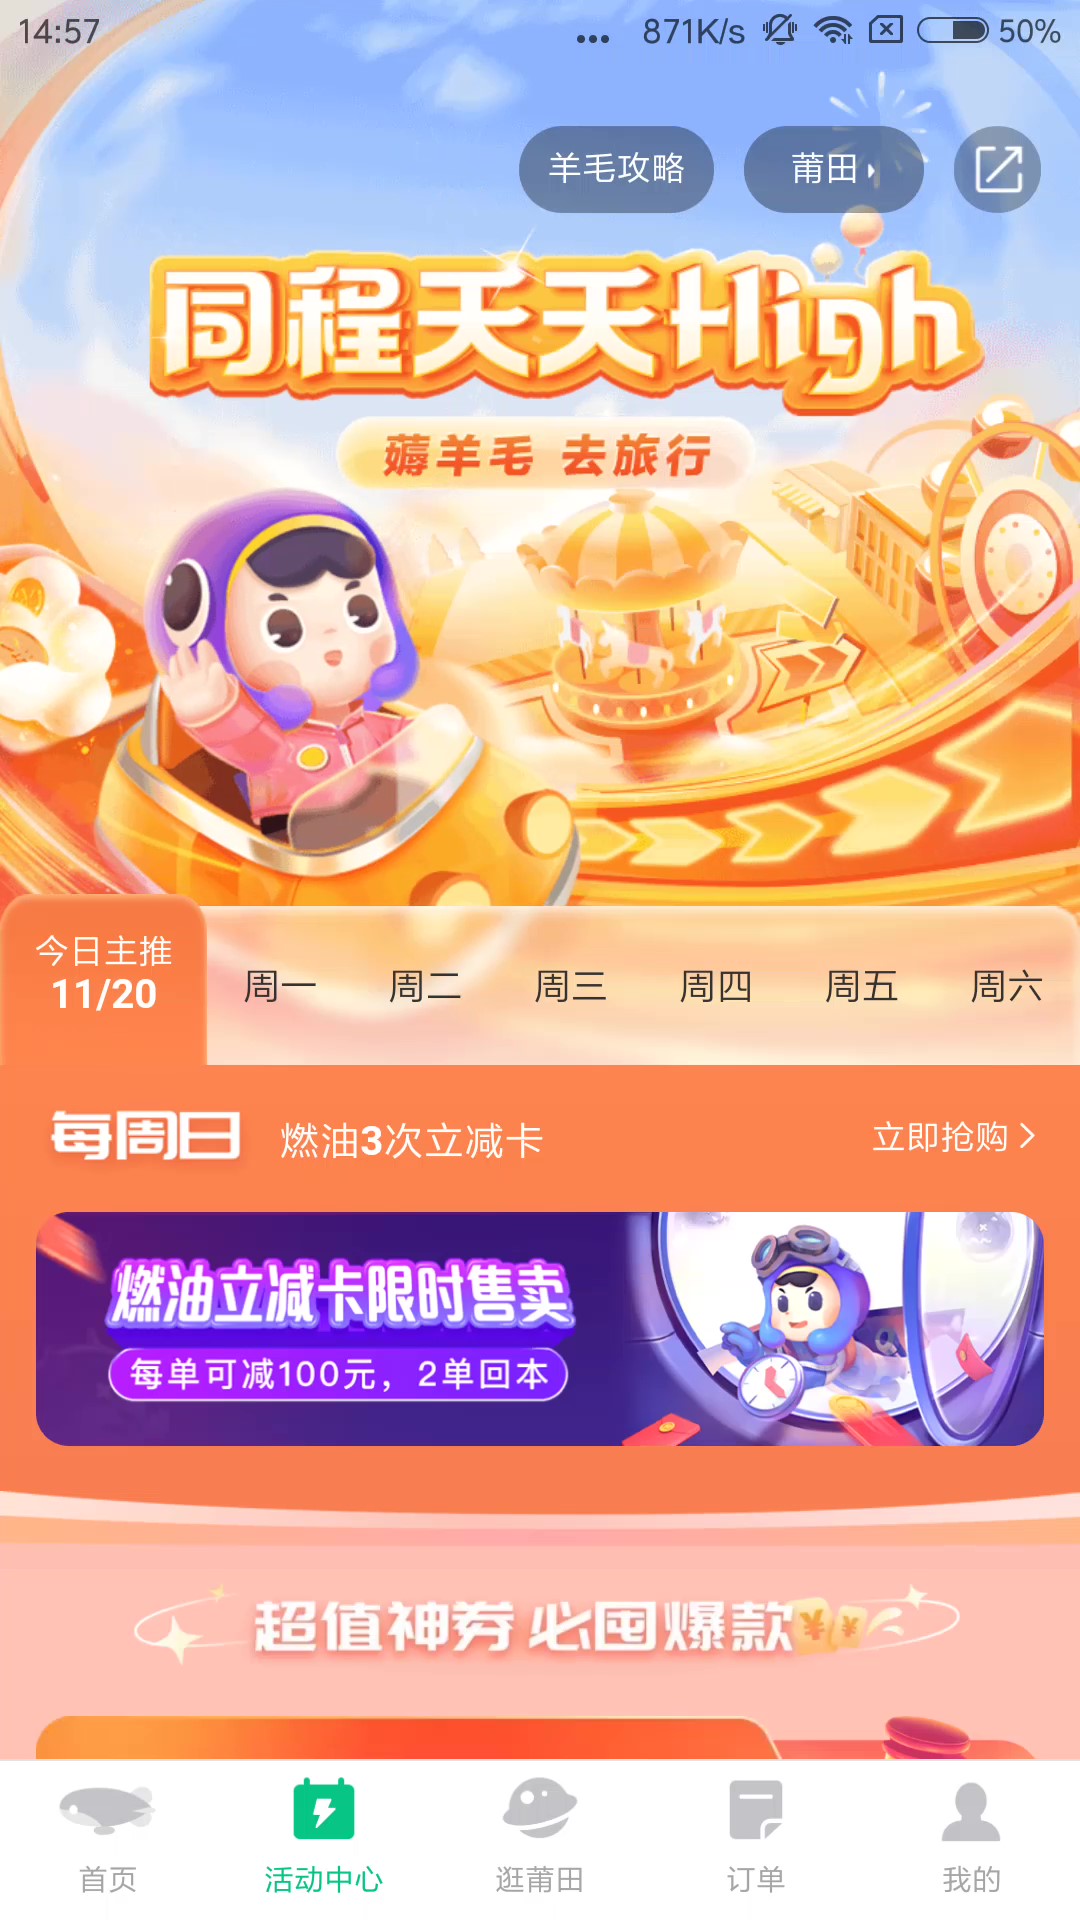 14:57
871K/s
50%
羊毛攻略
莆田
同程天天High
薅羊毛 去旅行
今日主推
11/20
周一
周二
周三
周四
周五
周六
每周日
燃油3次立减卡
立即抢购
燃油立减卡限时售卖
每单可减100元，2单回本
超值神券 必囤爆款
首页
活动中心
逛莆田
订单
我的